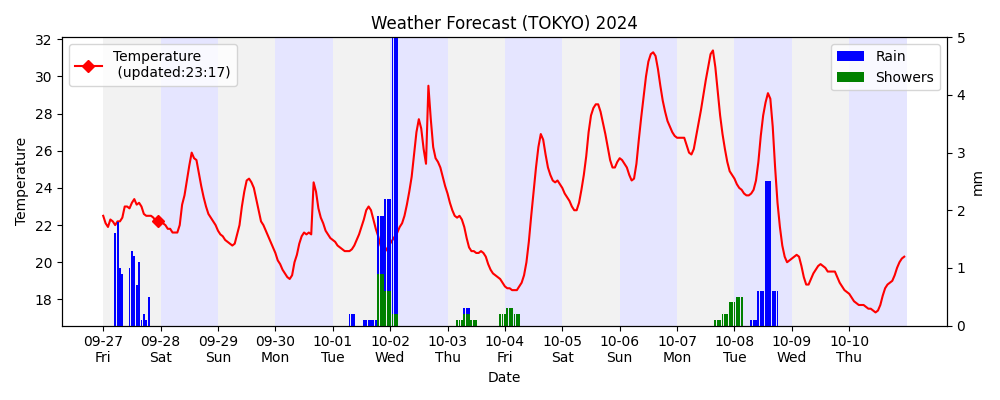 Weather Forecast (TOKYO) 2024
Temperature
(updated:23:17)
Rain
Showers
32
30
28
26
24
22
20
18
Temperature
5
4
3
2
1
0
mm
09-27 09-28 09-29 09-30 10-01 10-02 10-03 10-04 10-05 10-06 10-07 10-08 10-09 10-10
Fri Sat Sun Mon Tue Wed Thu Fri Sat Sun Mon Tue Wed Thu
Date